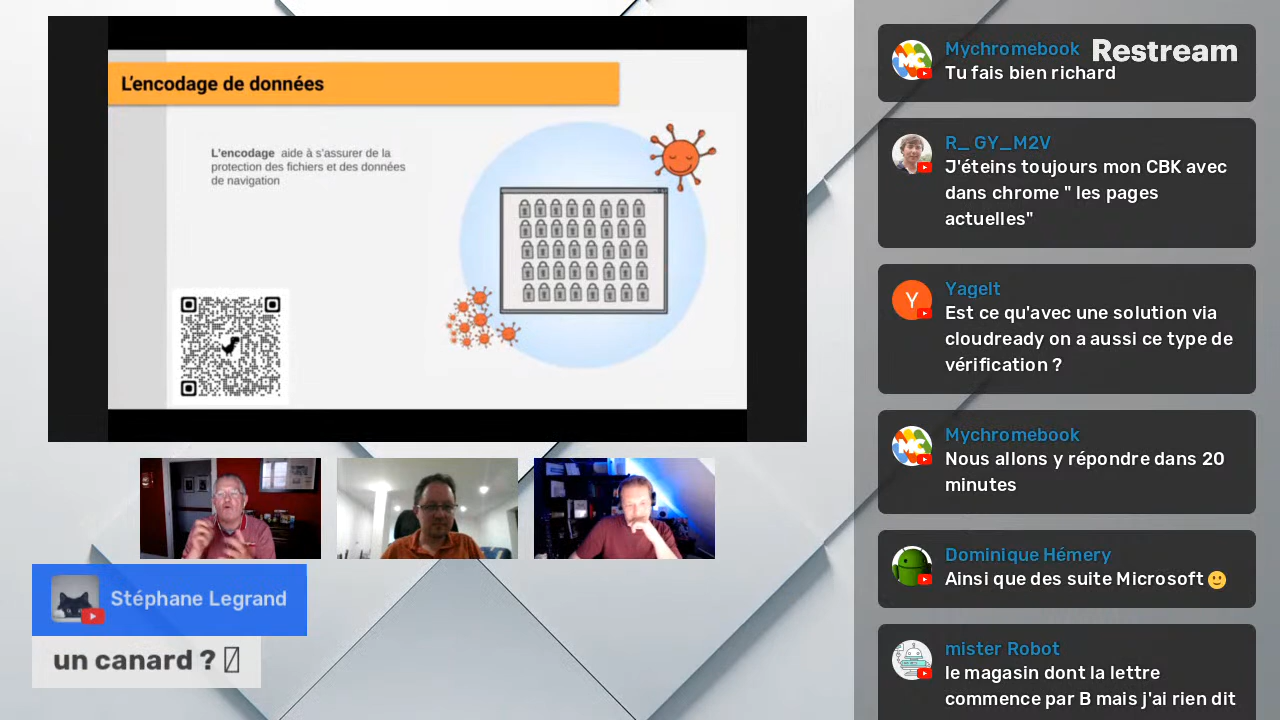 L'encodage de données
L'encodage aide à s'assurer de la
protection des fichiers et des données
de navigation
Stéphane Legrand
un canard ?
Restream
Mychromebook
Tu fais bien richard
R_ GY_M2V
J'éteins toujours mon CBK avec
dans chrome " les pages
actuelles"
Y
Yagelt
Est ce qu'avec une solution via
cloudready on a aussi ce type de
vérification ?
Mychromebook
Nous allons y répondre dans 20
minutes
Dominique Hémery
Ainsi que des suite Microsoft 🙂
mister Robot
le magasin dont la lettre
commence par B mais j'ai rien dit